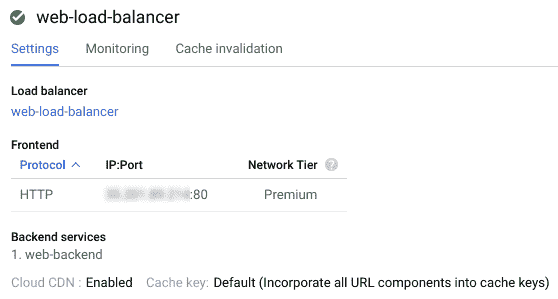 web-load-balancer
Settings Monitoring Cache invalidation
Load balancer
web-load-balancer
Frontend
Protocol IP:Port Network Tier ?
HTTP :80 Premium
Backend services
1. web-backend
Cloud CDN : Enabled Cache key: Default (Incorporate all URL components into cache keys)